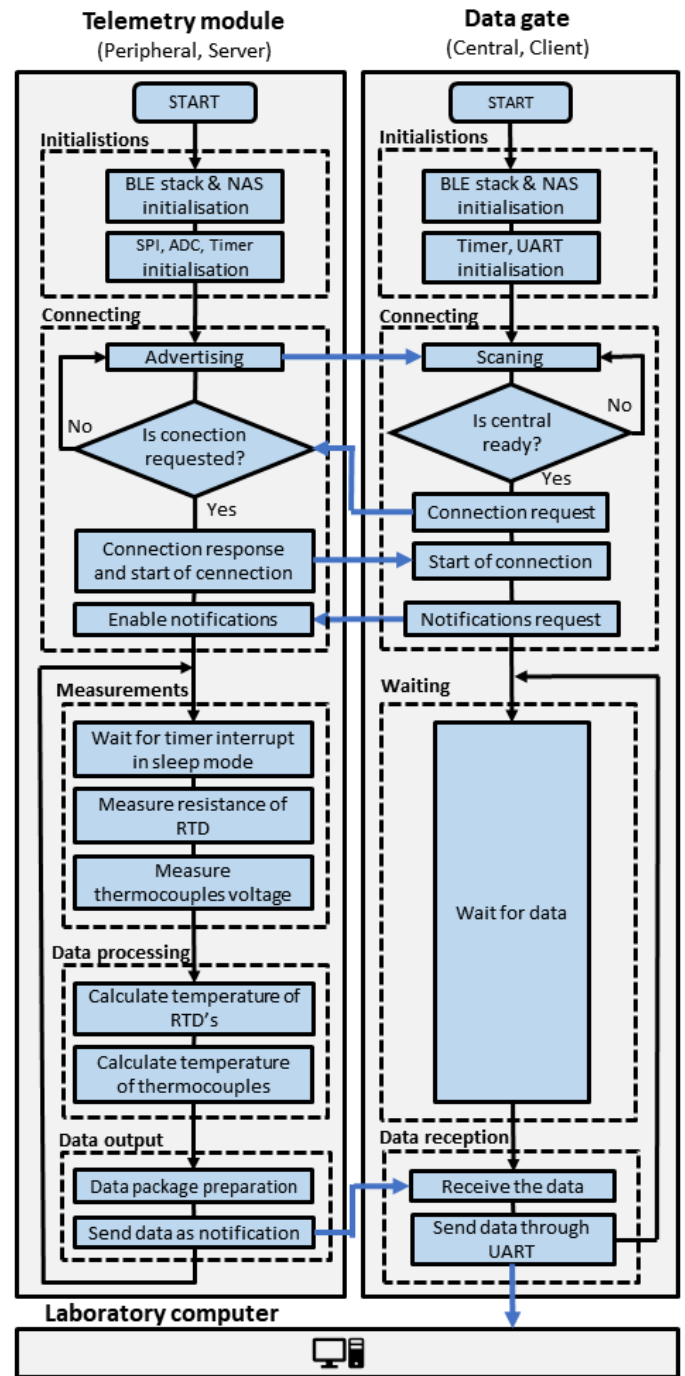 Telemetry module
(Peripheral, Server)
START
Initialistions
BLE stack & NAS
initialisation
SPI, ADC, Timer
initialisation
Connecting
Advertising
No
Is conection
requested?
Yes
Connection response
and start of cennection
Enable notifications
Measurements
Wait for timer interrupt
in sleep mode
Measure resistance of
RTD
Measure
thermocouples voltage
Data processing
Calculate temperature of
RTD's
Calculate temperature
of thermocouples
Data output
Data package preparation
Send data as notification
Data gate
(Central, Client)
START
Initialistions
BLE stack & NAS
initialisation
Timer, UART
initialisation
Connecting
Scaning
No
Is central
ready?
Yes
Connection request
Start of connection
Notifications request
Waiting
Wait for data
Data reception
Receive the data
Send data through
UART
Laboratory computer